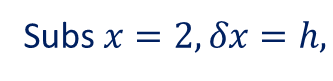 Subs 𝑥 = 2, 𝛿𝑥 = ℎ,